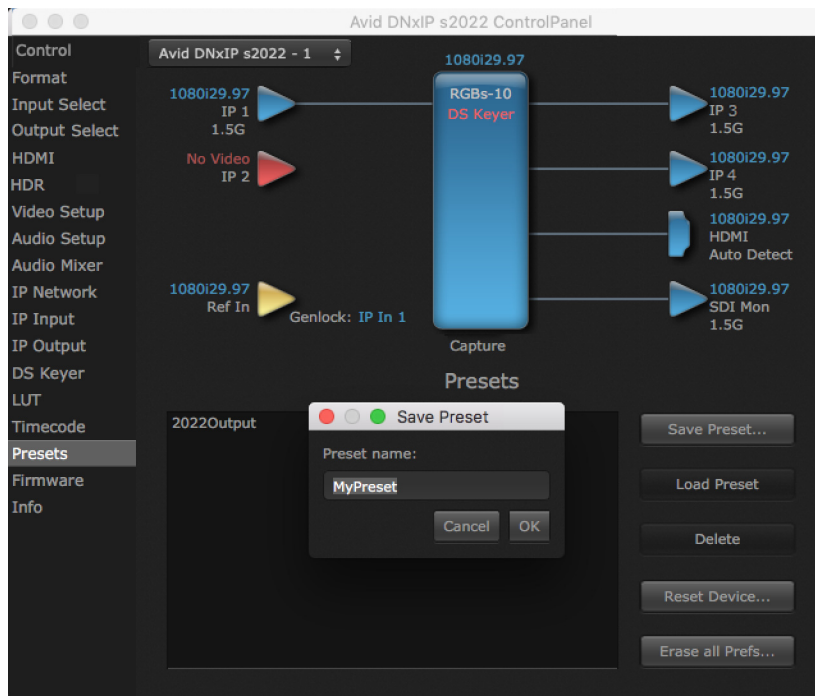 Avid DNxIP s2022 ControlPanel
Control
Format
Input Select
Output Select
HDMI
HDR
Video Setup
Audio Setup
Audio Mixer
IP Network
IP Input
IP Output
DS Keyer
LUT
Timecode
Presets
Firmware
Info
Avid DNxIP s2022 - 1
1080i29.97
IP 1
1.5G
No Video
IP 2
1080i29.97
Ref In
Genlock: IP In 1
1080i29.97
RGBs-10
DS Keyer
Capture
1080i29.97
IP 3
1.5G
1080i29.97
IP 4
1.5G
1080i29.97
HDMI
Auto Detect
1080i29.97
SDI Mon
1.5G
Presets
2022Output
Save Preset
Preset name:
MyPreset
Cancel
OK
Save Preset...
Load Preset
Delete
Reset Device...
Erase all Prefs...